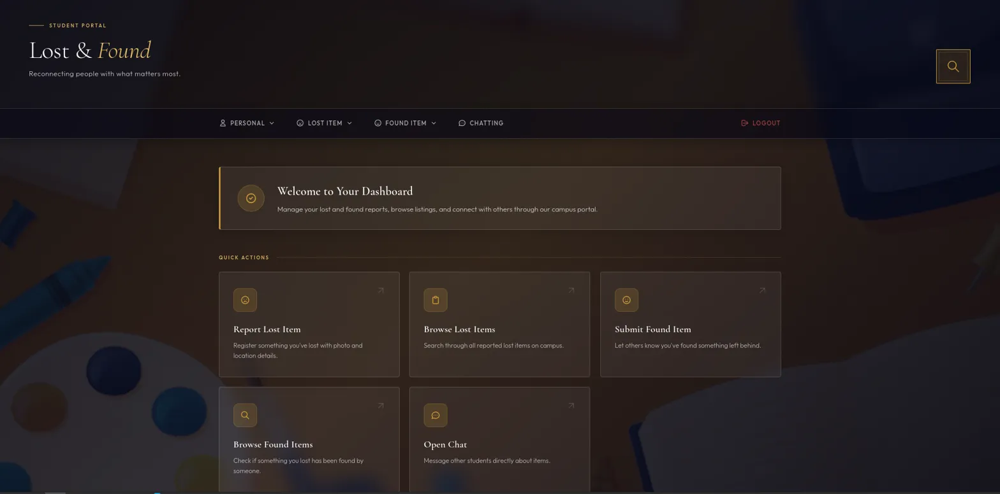 STUDENT PORTAL
Lost & Found
Reconnecting people with what matters most.
PERSONAL
LOST ITEM
FOUND ITEM
CHATTING
LOGOUT
Welcome to Your Dashboard
Manage your lost and found reports, browse listings, and connect with others through our campus portal.
QUICK ACTIONS
Report Lost Item
Register something you've lost with photo and
location details.
Browse Lost Items
Search through all reported lost items on campus.
Submit Found Item
Let others know you've found something left behind.
Browse Found Items
Check if something you lost has been found by
someone.
Open Chat
Message other students directly about items.